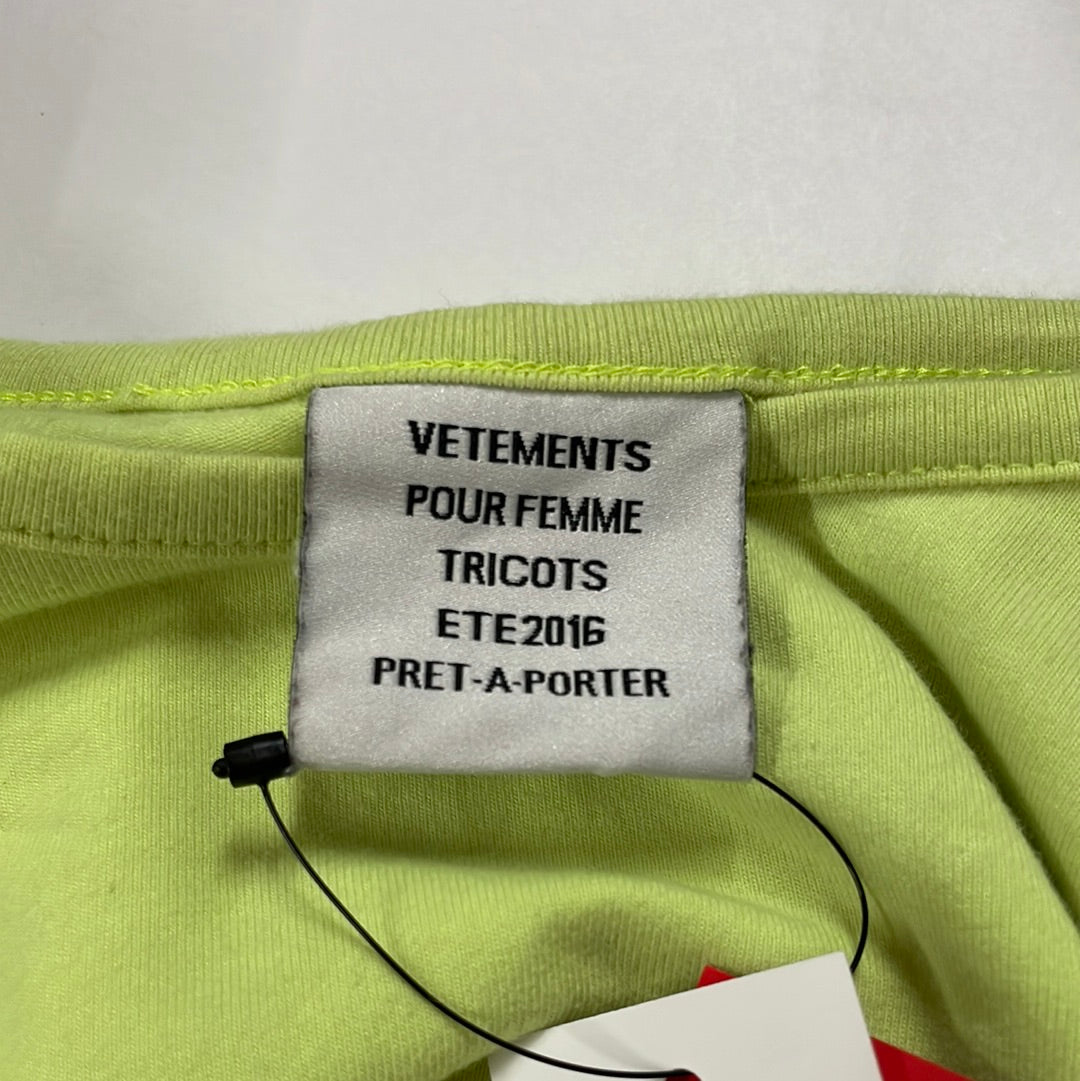 VETEMENTS
POUR FEMME
TRICOTS
ETE2016
PRET-A-PORTER